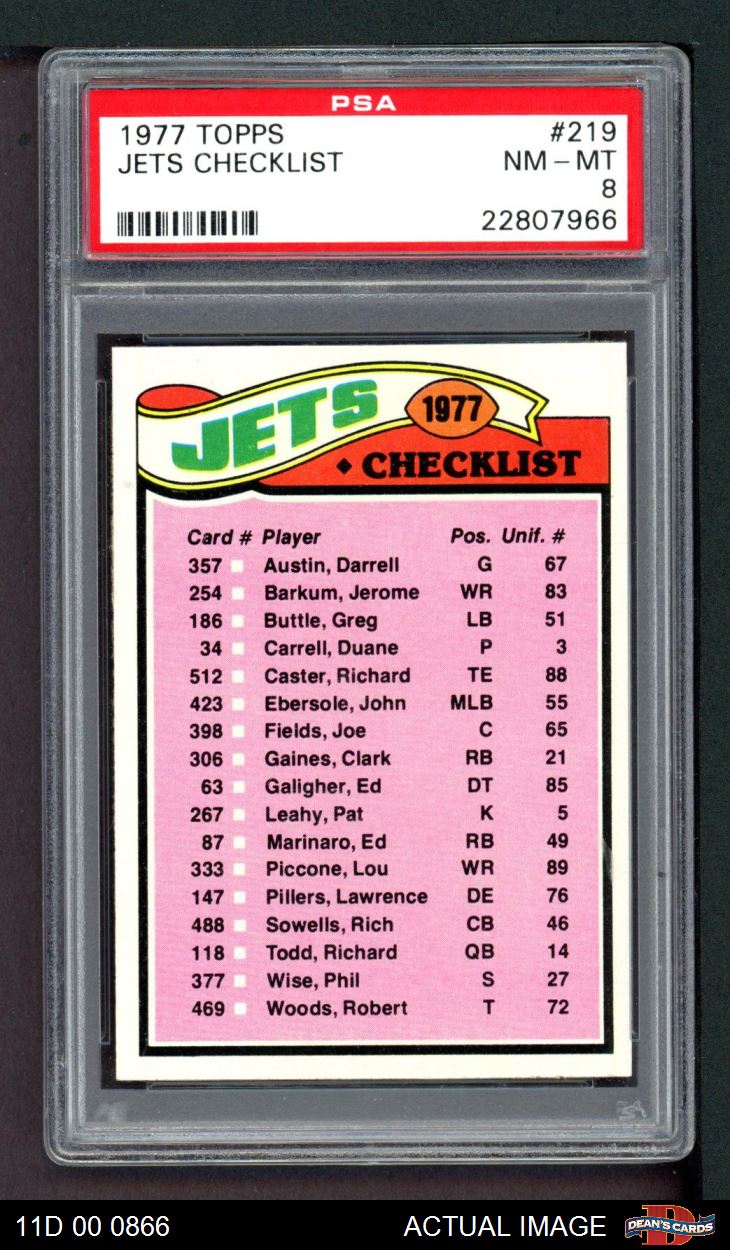 PSA
1977 TOPPS #219
JETS CHECKLIST NM - MT
8
22807966
JETS 1977
◆ CHECKLIST
Card # Player Pos. Unif. #
357 Austin, Darrell G 67
254 Barkum, Jerome WR 83
186 Buttle, Greg LB 51
34 Carrell, Duane P 3
512 Caster, Richard TE 88
423 Ebersole, John MLB 55
398 Fields, Joe C 65
306 Gaines, Clark RB 21
63 Galigher, Ed DT 85
267 Leahy, Pat K 5
87 Marinaro, Ed RB 49
333 Piccone, Lou WR 89
147 Pillers, Lawrence DE 76
488 Sowells, Rich CB 46
118 Todd, Richard QB 14
377 Wise, Phil S 27
469 Woods, Robert T 72
PSA
11D 00 0866 ACTUAL IMAGE DEAN'S CARDS